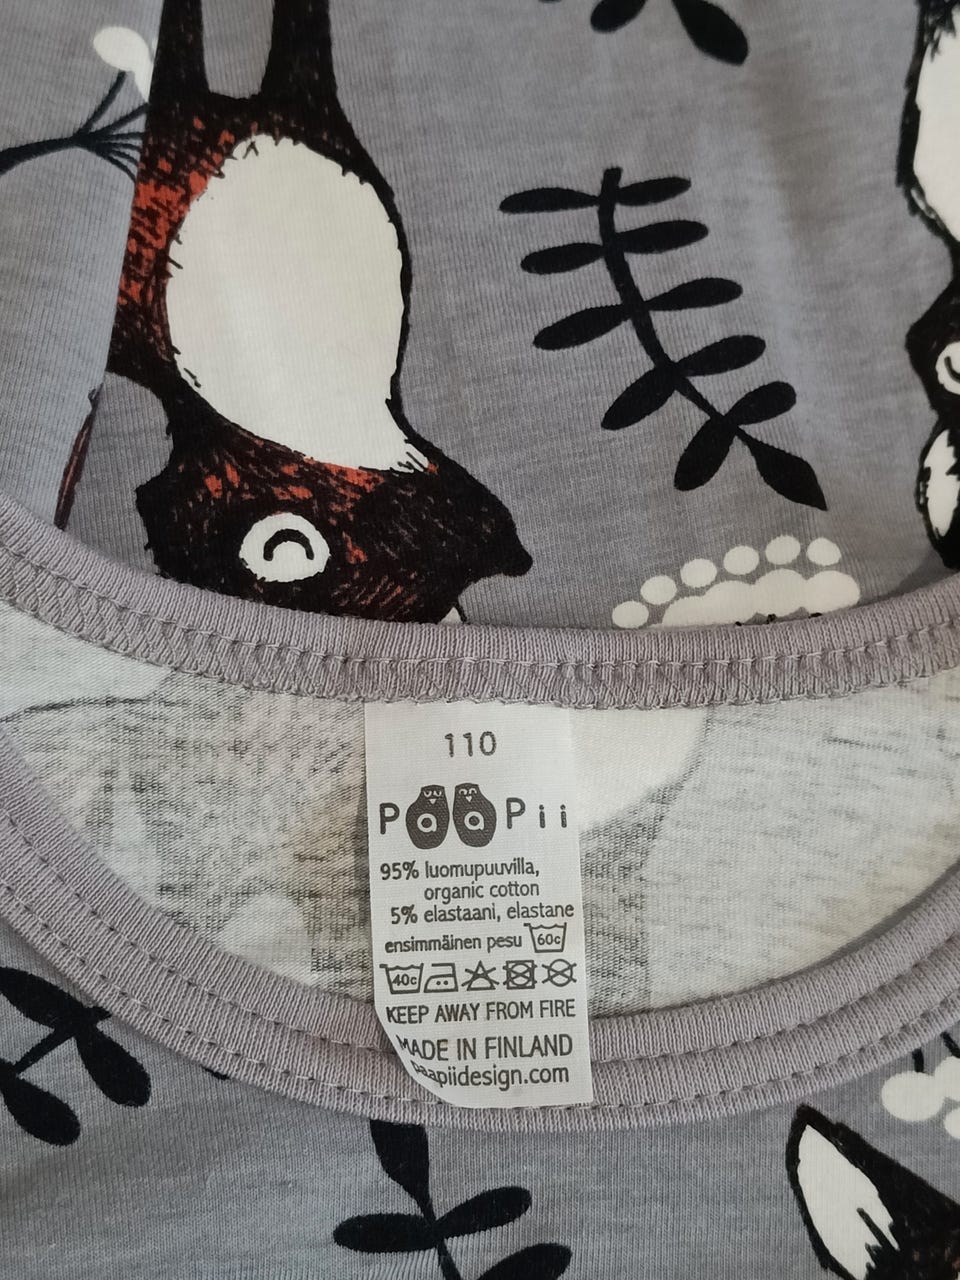 110
PaaPii
95% luomupuuvilla,
organic cotton
5% elastaani, elastane
ensimmäinen pesu 60c
40c
KEEP AWAY FROM FIRE
MADE IN FINLAND
paapiidesign.com